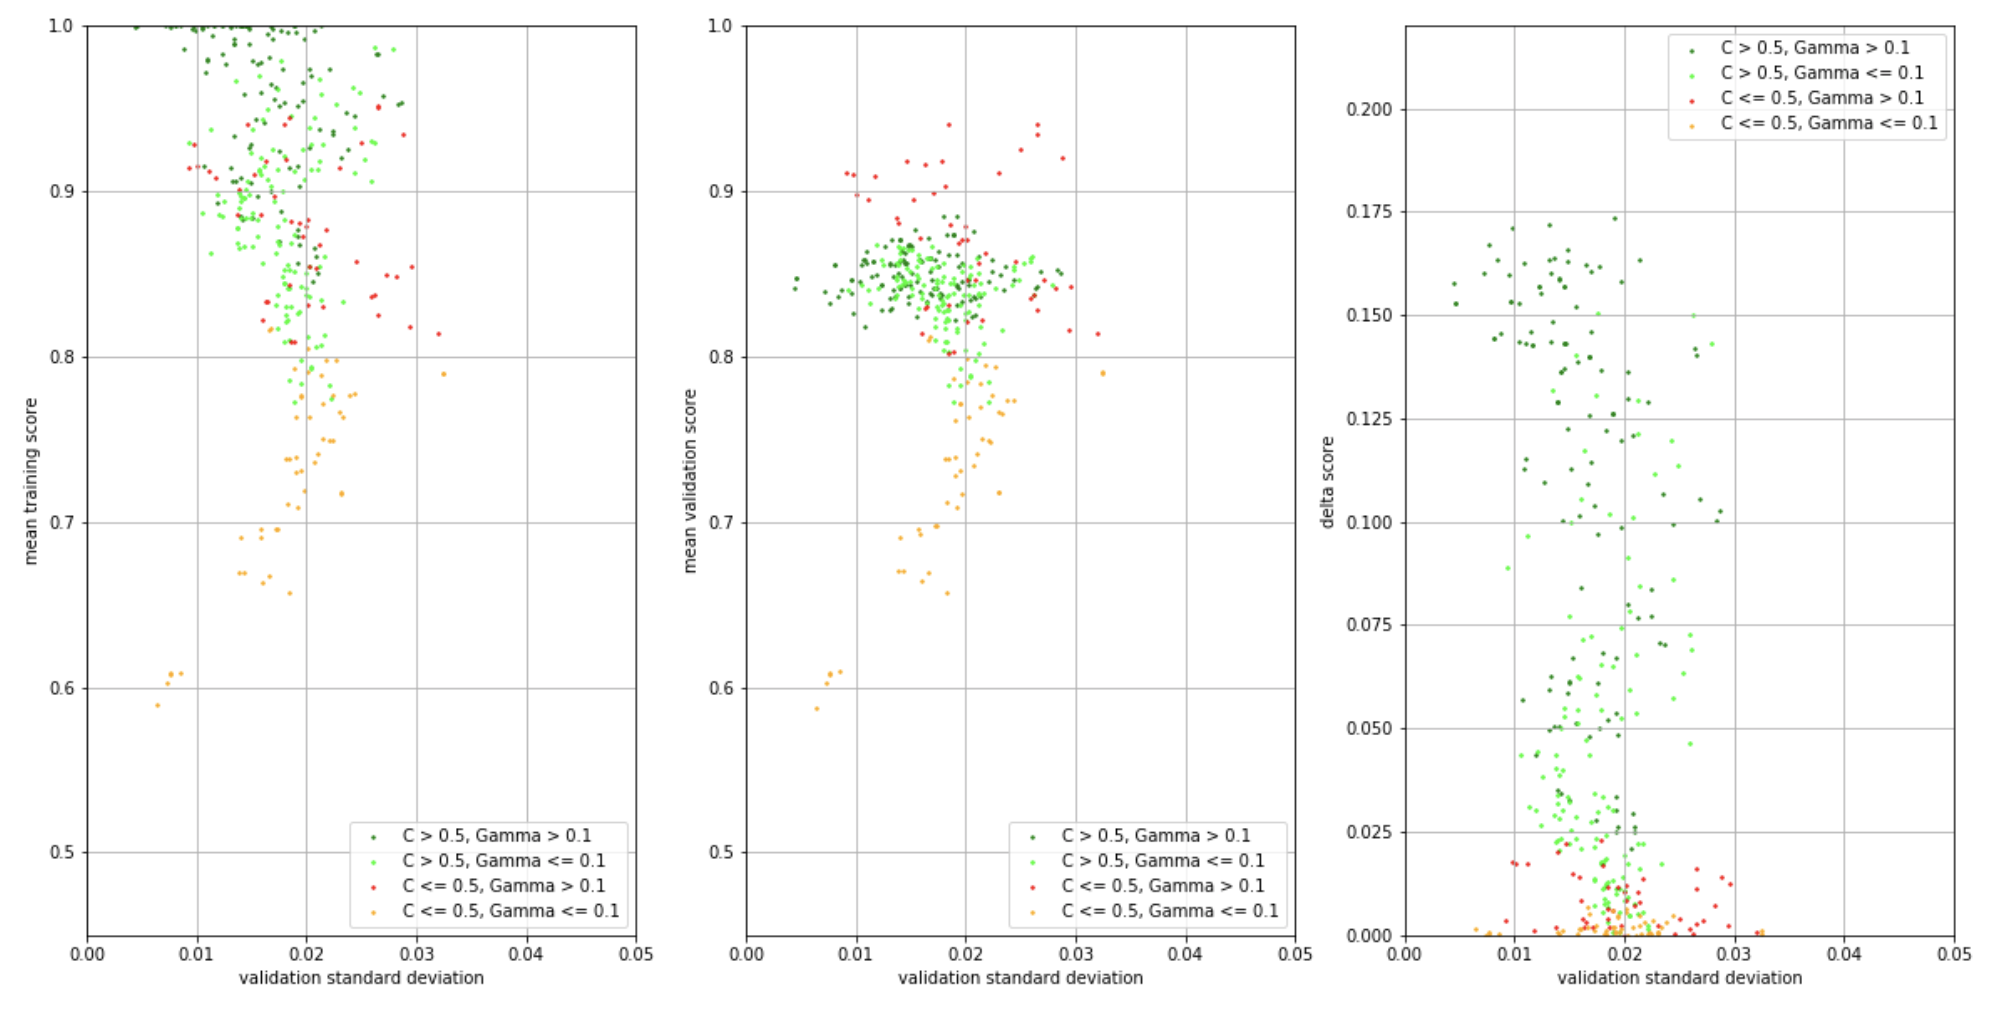 mean training score
1.0
0.9
0.8
0.7
0.6
0.5
C > 0.5, Gamma > 0.1
C > 0.5, Gamma <= 0.1
C <= 0.5, Gamma > 0.1
C <= 0.5, Gamma <= 0.1
0.00 0.01 0.02 0.03 0.04 0.05
validation standard deviation
mean validation score
1.0
0.9
0.8
0.7
0.6
0.5
C > 0.5, Gamma > 0.1
C > 0.5, Gamma <= 0.1
C <= 0.5, Gamma > 0.1
C <= 0.5, Gamma <= 0.1
0.00 0.01 0.02 0.03 0.04 0.05
validation standard deviation
delta score
C > 0.5, Gamma > 0.1
C > 0.5, Gamma <= 0.1
C <= 0.5, Gamma > 0.1
C <= 0.5, Gamma <= 0.1
0.200
0.175
0.150
0.125
0.100
0.075
0.050
0.025
0.000
0.00 0.01 0.02 0.03 0.04 0.05
validation standard deviation